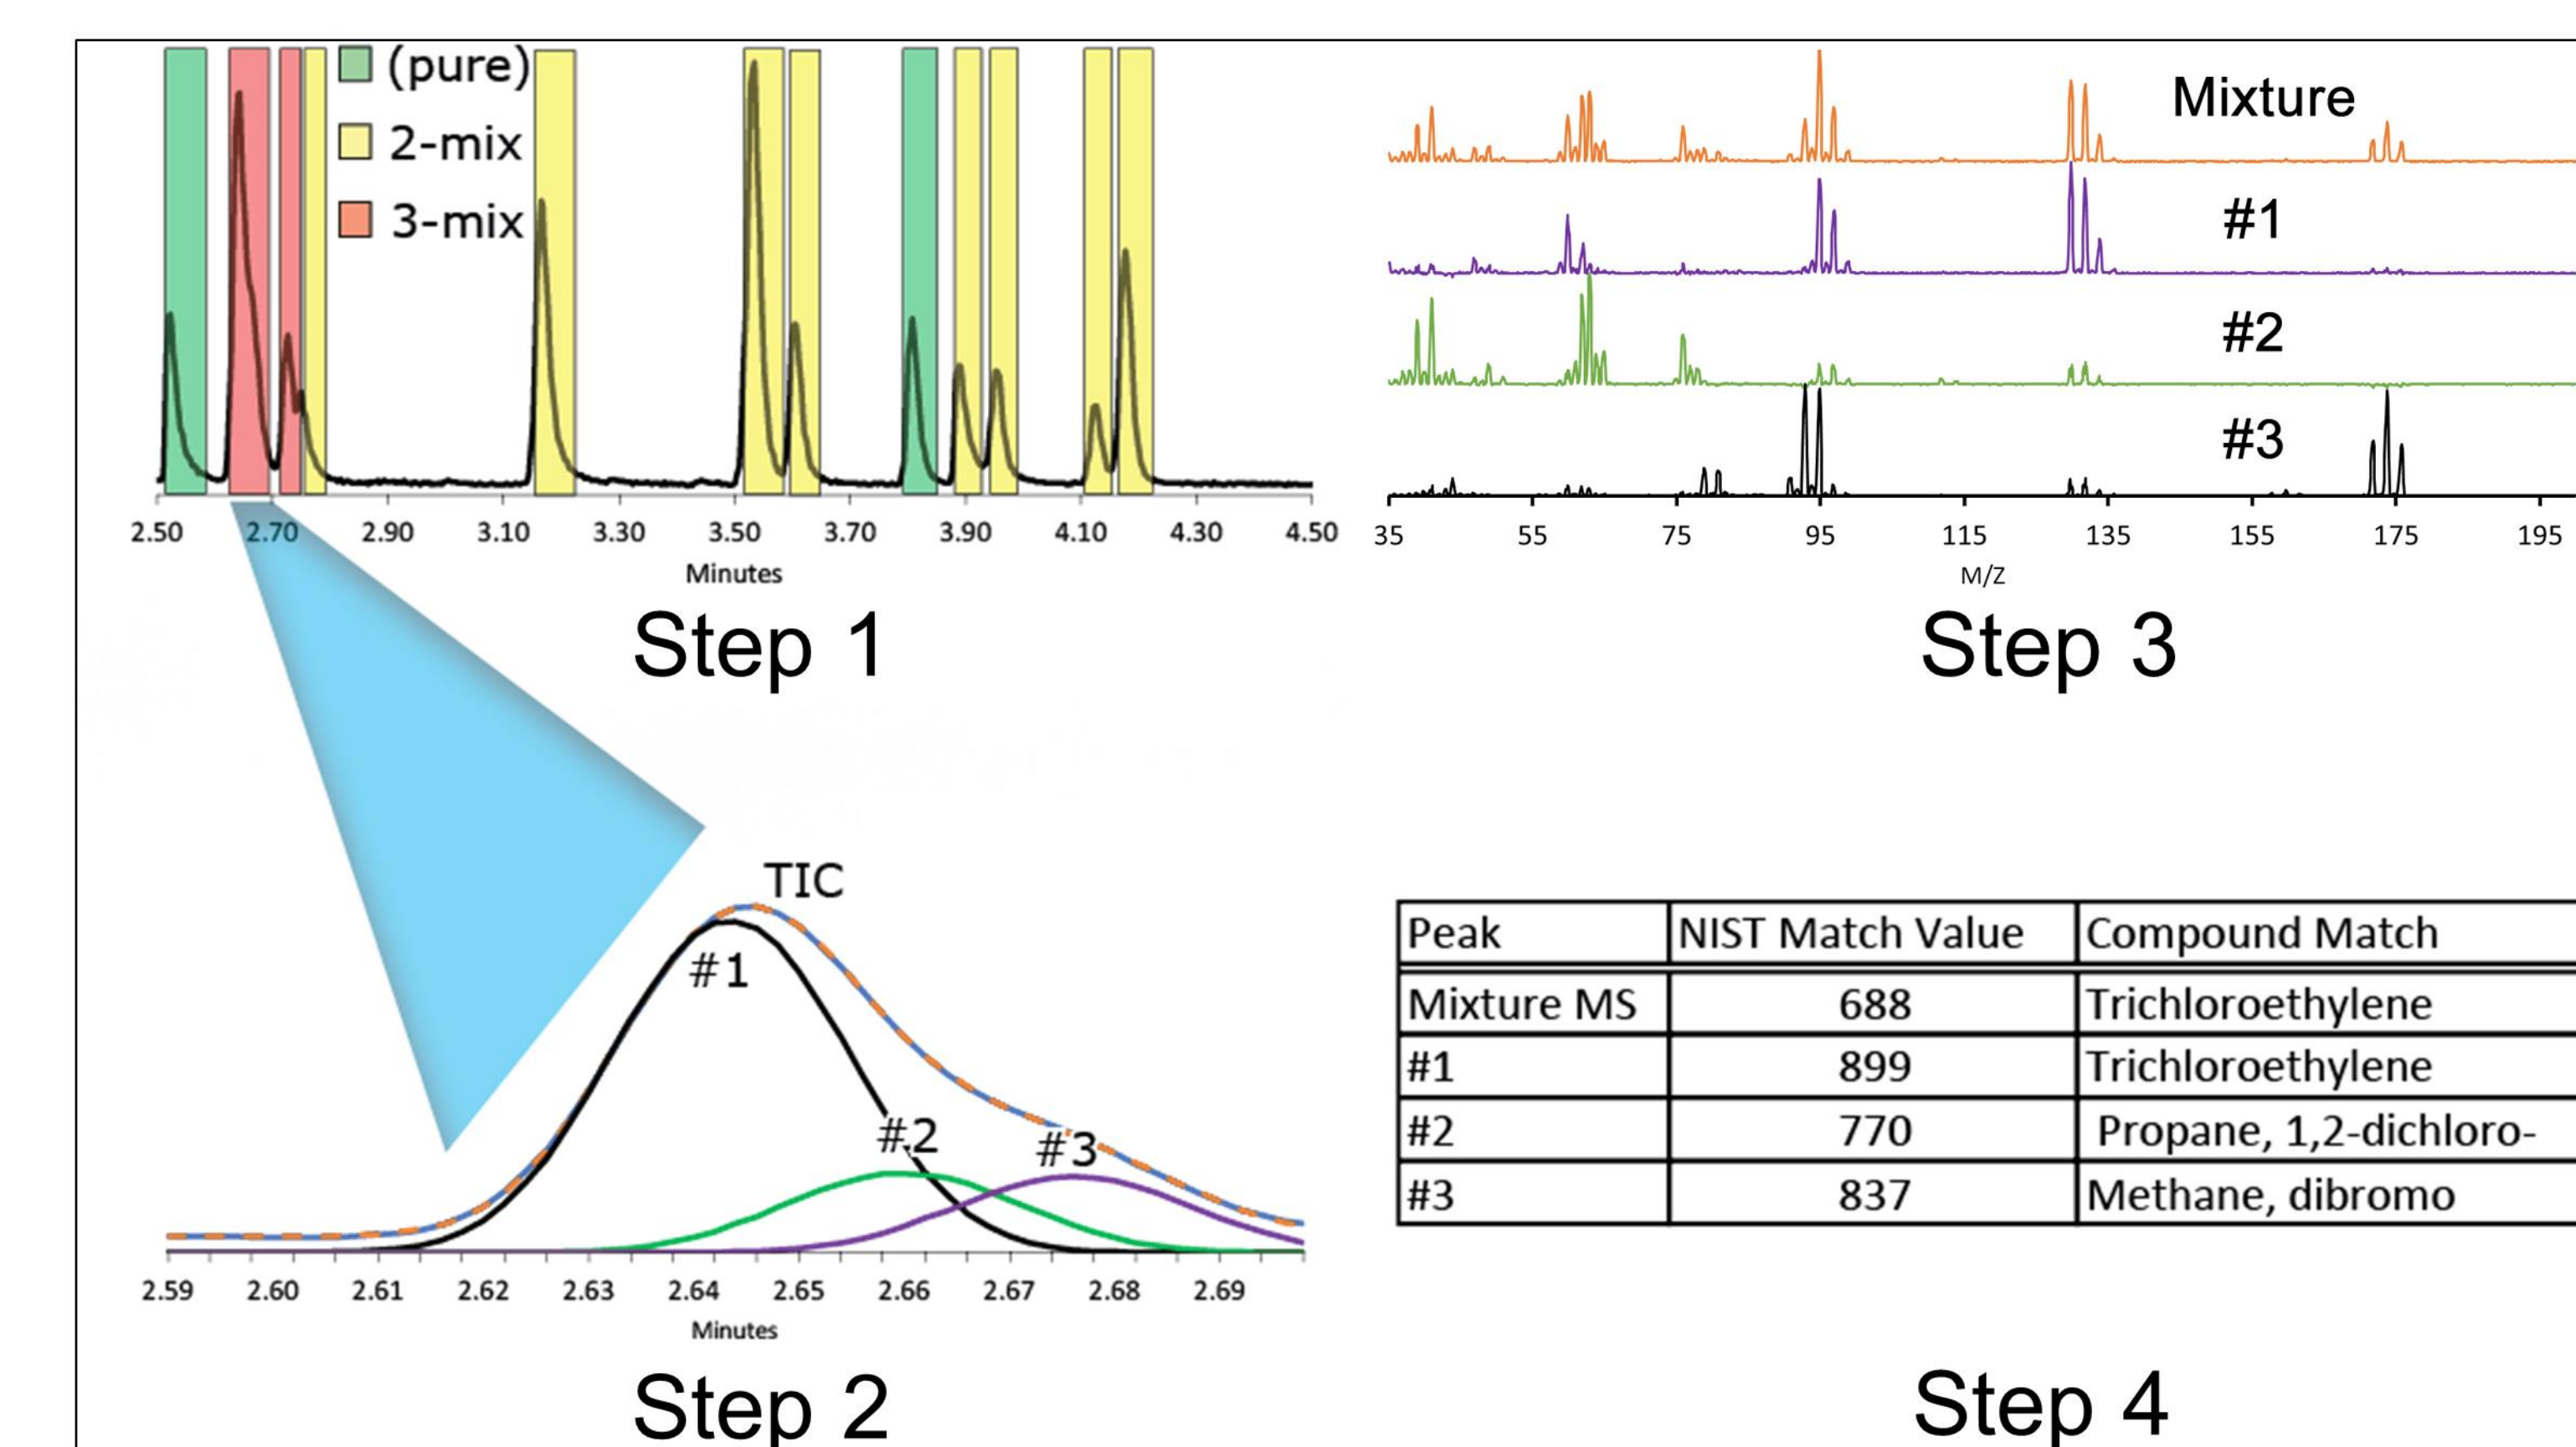 (pure)
2-mix
3-mix
2.50 2.70 2.90 3.10 3.30 3.50 3.70 3.90 4.10 4.30 4.50
Minutes
Step 1
TIC
#1
#2
#3
2.59 2.60 2.61 2.62 2.63 2.64 2.65 2.66 2.67 2.68 2.69
Minutes
Step 2
Mixture
#1
#2
#3
35 55 75 95 115 135 155 175 195
M/Z
Step 3
Peak NIST Match Value Compound Match
Mixture MS 688 Trichloroethylene
#1 899 Trichloroethylene
#2 770 Propane, 1,2-dichloro-
#3 837 Methane, dibromo
Step 4